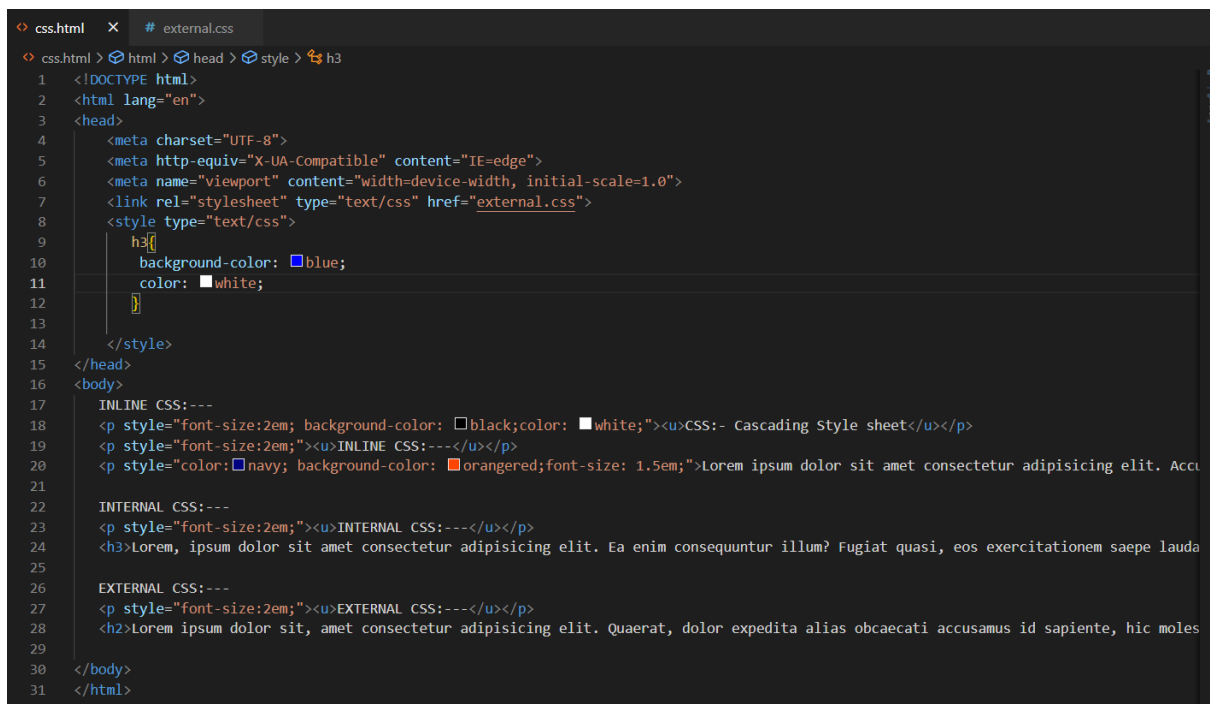 css.html × # external.css
css.html > html > head > style > h3
1 <!DOCTYPE html>
2 <html lang="en">
3 <head>
4 <meta charset="UTF-8">
5 <meta http-equiv="X-UA-Compatible" content="IE=edge">
6 <meta name="viewport" content="width=device-width, initial-scale=1.0">
7 <link rel="stylesheet" type="text/css" href="external.css">
8 <style type="text/css">
9 h3{
10 background-color: blue;
11 color: white;
12 }
13
14 </style>
15 </head>
16 <body>
17 INLINE CSS:---
18 <p style="font-size:2em; background-color: black;color: white;"><u>CSS:- Cascading Style sheet</u></p>
19 <p style="font-size:2em;"><u>INLINE CSS:---</u></p>
20 <p style="color:navy; background-color: orangered;font-size: 1.5em;">Lorem ipsum dolor sit amet consectetur adipisicing elit. Accu
21
22 INTERNAL CSS:---
23 <p style="font-size:2em;"><u>INTERNAL CSS:---</u></p>
24 <h3>Lorem, ipsum dolor sit amet consectetur adipisicing elit. Ea enim consequuntur illum? Fugiat quasi, eos exercitationem saepe lauda
25
26 EXTERNAL CSS:---
27 <p style="font-size:2em;"><u>EXTERNAL CSS:---</u></p>
28 <h2>Lorem ipsum dolor sit, amet consectetur adipisicing elit. Quaerat, dolor expedita alias obcaecati accusamus id sapiente, hic moles
29
30 </body>
31 </html>